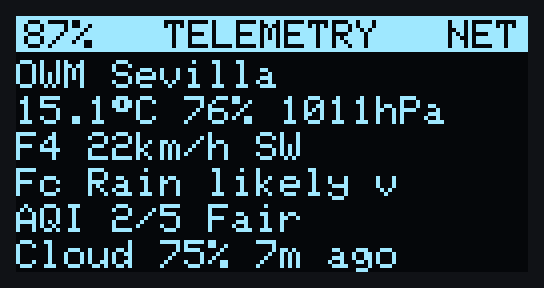 87% TELEMETRY NET
OWM Sevilla
15.1°C 76% 1011hPa
F4 22km/h SW
Fc Rain likely v
AQI 2/5 Fair
Cloud 75% 7m ago